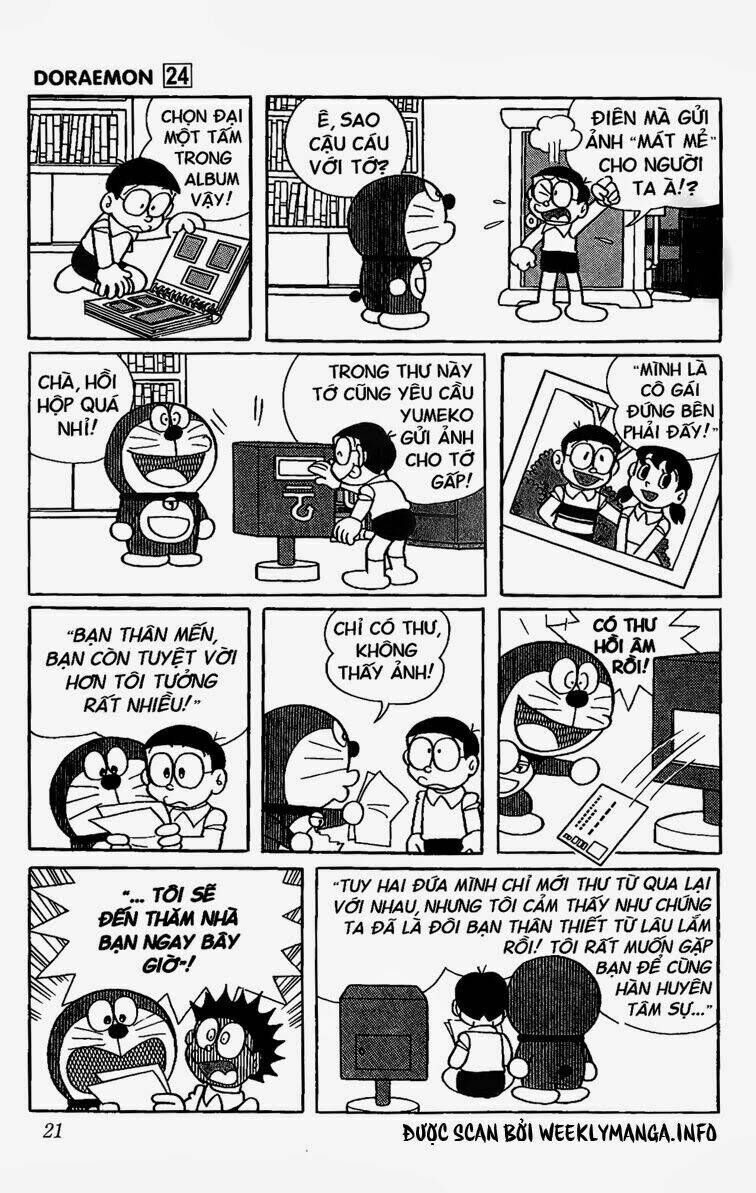 DORAEMON 24
Ê, SAO
CẬU CÁU
VỚI TỚ?
ĐIÊN MÀ GỬI
ẢNH "MÁT MẺ"
CHO NGƯỜI
TA À!?
CHỌN ĐẠI
MỘT TẤM
TRONG
ALBUM
VẬY!
"MÌNH LÀ
CÔ GÁI
ĐỨNG BÊN
PHẢI ĐẤY!"
TRONG THƯ NÀY
TỚ CŨNG YÊU CẦU
YUMEKO
GỬI ẢNH
CHO TỚ
GẤP!
CHÀ, HỒI
HỘP QUÁ
NHỈ!
CÓ THƯ
HỒI ÂM
RỒI!
CHỈ CÓ THƯ,
KHÔNG
THẤY ẢNH!
"BẠN THÂN MẾN,
BẠN CÒN TUYỆT VỜI
HƠN TÔI TƯỞNG
RẤT NHIỀU!"
"TUY HAI ĐỨA MÌNH CHỈ MỚI THƯ TỪ QUA LẠI
VỚI NHAU, NHƯNG TÔI CẢM THẤY NHƯ CHÚNG
TA ĐÃ LÀ ĐÔI BẠN THÂN THIẾT TỪ LÂU LẮM
RỒI! TÔI RẤT MUỐN GẶP
BẠN ĐỂ CÙNG
HÀN HUYÊN
TÂM SỰ..."
"... TÔI SẼ
ĐẾN THĂM NHÀ
BẠN NGAY BÂY
GIỜ"!
21
ĐƯỢC SCAN BỞI WEEKLYMANGA.INFO